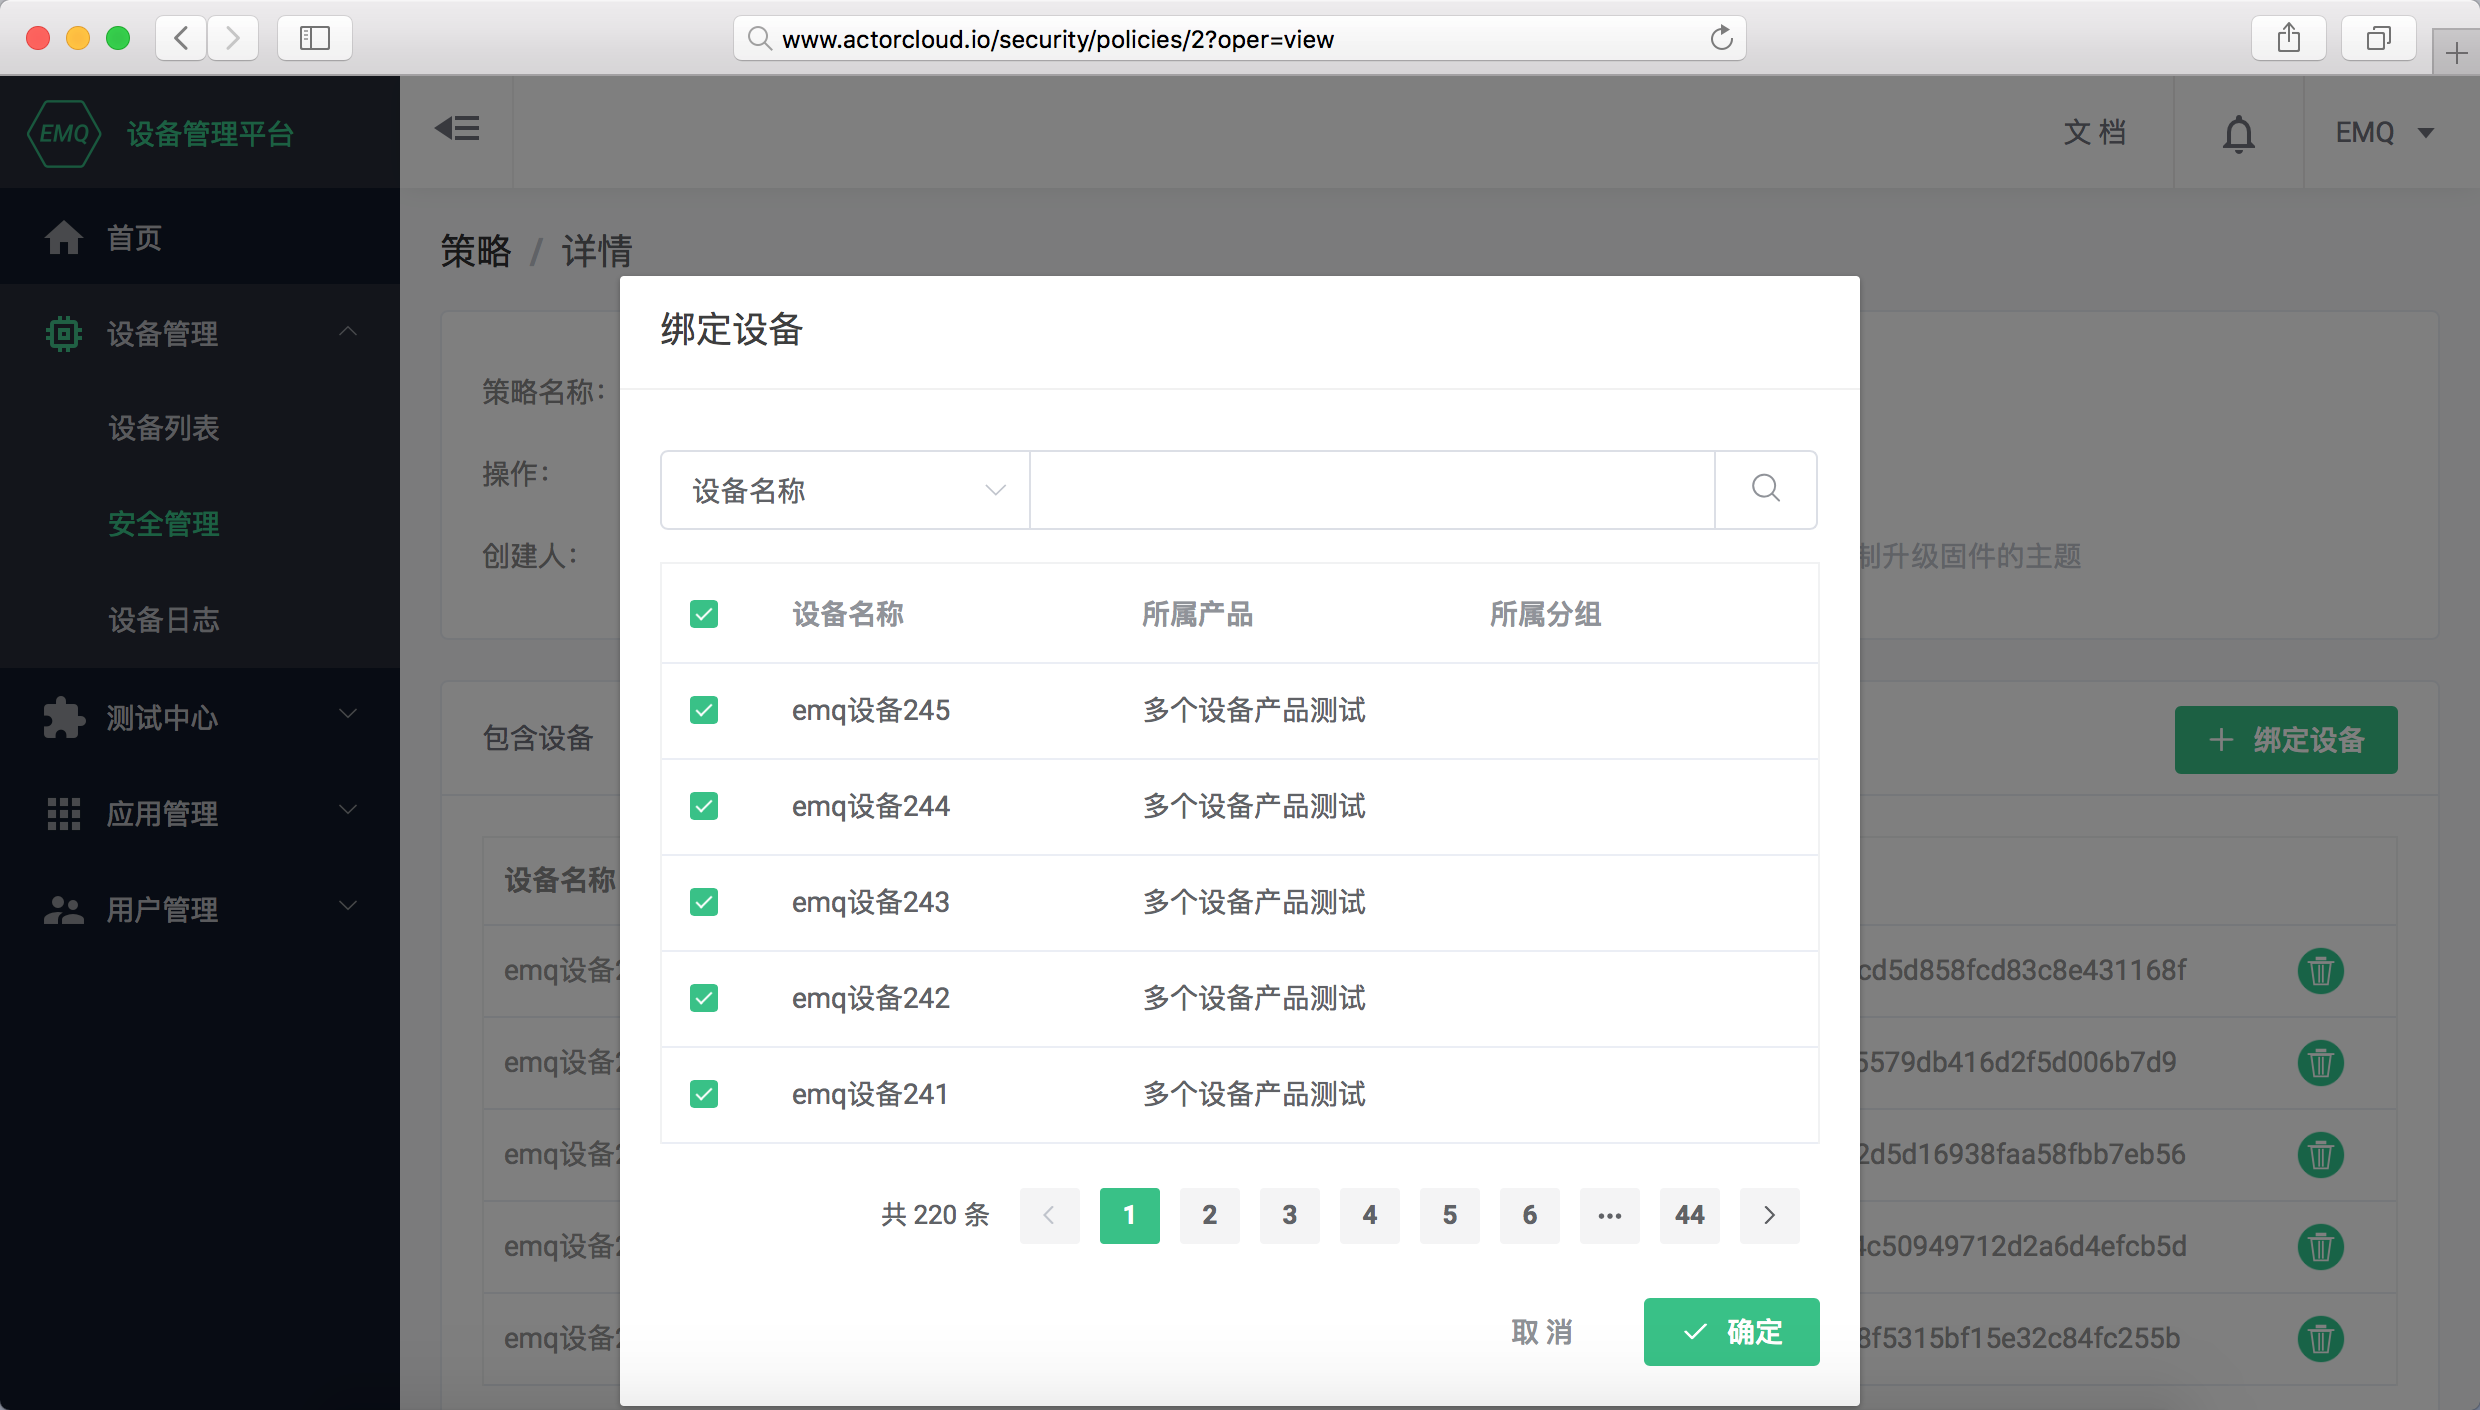 www.actorcloud.io/security/policies/2?oper=view
EMQ 设备管理平台
文档
EMQ
首页
设备管理
设备列表
安全管理
设备日志
测试中心
应用管理
用户管理
策略 / 详情
策略名称：
操作：
创建人：
制升级固件的主题
包含设备
+ 绑定设备
设备名称
emq设备2
cd5d858fcd83c8e431168f
emq设备2
5579db416d2f5d006b7d9
emq设备2
2d5d16938faa58fbb7eb56
emq设备2
4c50949712d2a6d4efcb5d
emq设备2
8f5315bf15e32c84fc255b
绑定设备
设备名称
设备名称 所属产品 所属分组
emq设备245 多个设备产品测试
emq设备244 多个设备产品测试
emq设备243 多个设备产品测试
emq设备242 多个设备产品测试
emq设备241 多个设备产品测试
共 220 条 1 2 3 4 5 6 ··· 44
取消 确定